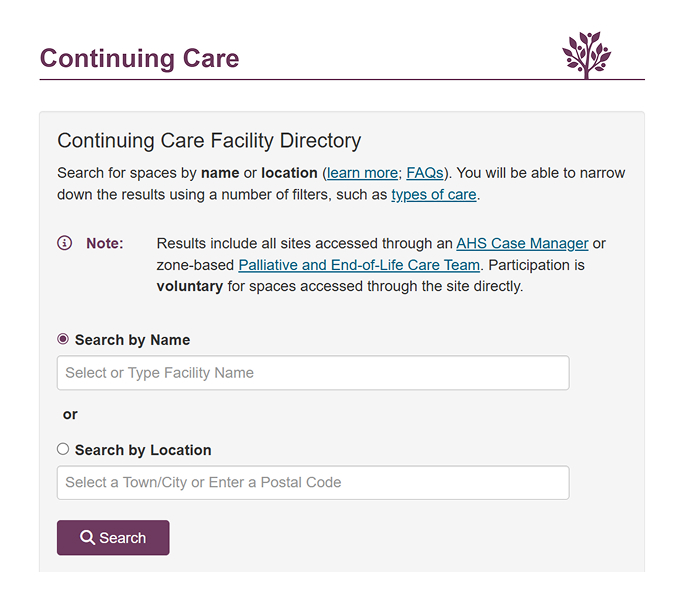 Continuing Care
Continuing Care Facility Directory
Search for spaces by name or location (learn more; FAQs). You will be able to narrow
down the results using a number of filters, such as types of care.
Note:
Results include all sites accessed through an AHS Case Manager or
zone-based Palliative and End-of-Life Care Team. Participation is
voluntary for spaces accessed through the site directly.
Search by Name
Select or Type Facility Name
or
Search by Location
Select a Town/City or Enter a Postal Code
Search